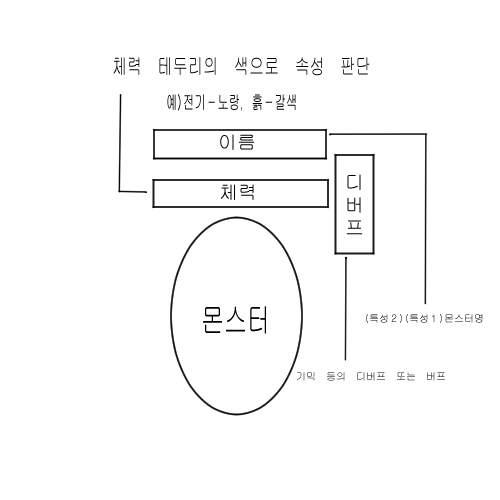 체력 테두리의 색으로 속성 판단
예)전기-노랑, 흙-갈색
이름
체력
디
버
프
몬스터
(특성2)(특성1)몬스터명
기믹 등의 디버프 또는 버프